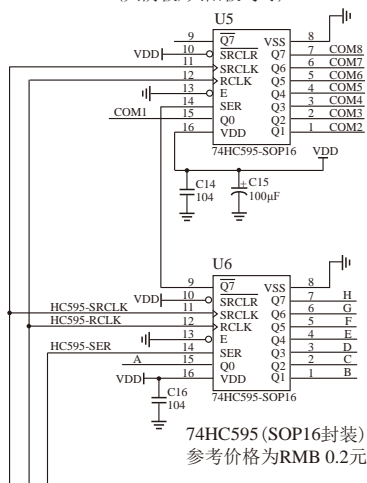 U5
9 Q7 VSS 8
VDD 10 SRCLR Q7 7 COM8
11 SRCLK Q6 6 COM7
12 RCLK Q5 5 COM6
13 E Q4 4 COM5
14 SER Q3 3 COM4
COM1 15 Q0 Q2 2 COM3
16 VDD Q1 1 COM2
74HC595-SOP16
VDD
C14
104
+C15
100μF
U6
9 Q7 VSS 8
VDD 10 SRCLR Q7 7 H
HC595-SRCLK 11 SRCLK Q6 6 G
HC595-RCLK 12 RCLK Q5 5 F
13 E Q4 4 E
HC595-SER 14 SER Q3 3 D
A 15 Q0 Q2 2 C
VDD 16 VDD Q1 1 B
74HC595-SOP16
C16
104
74HC595(SOP16封装)
参考价格为RMB 0.2元